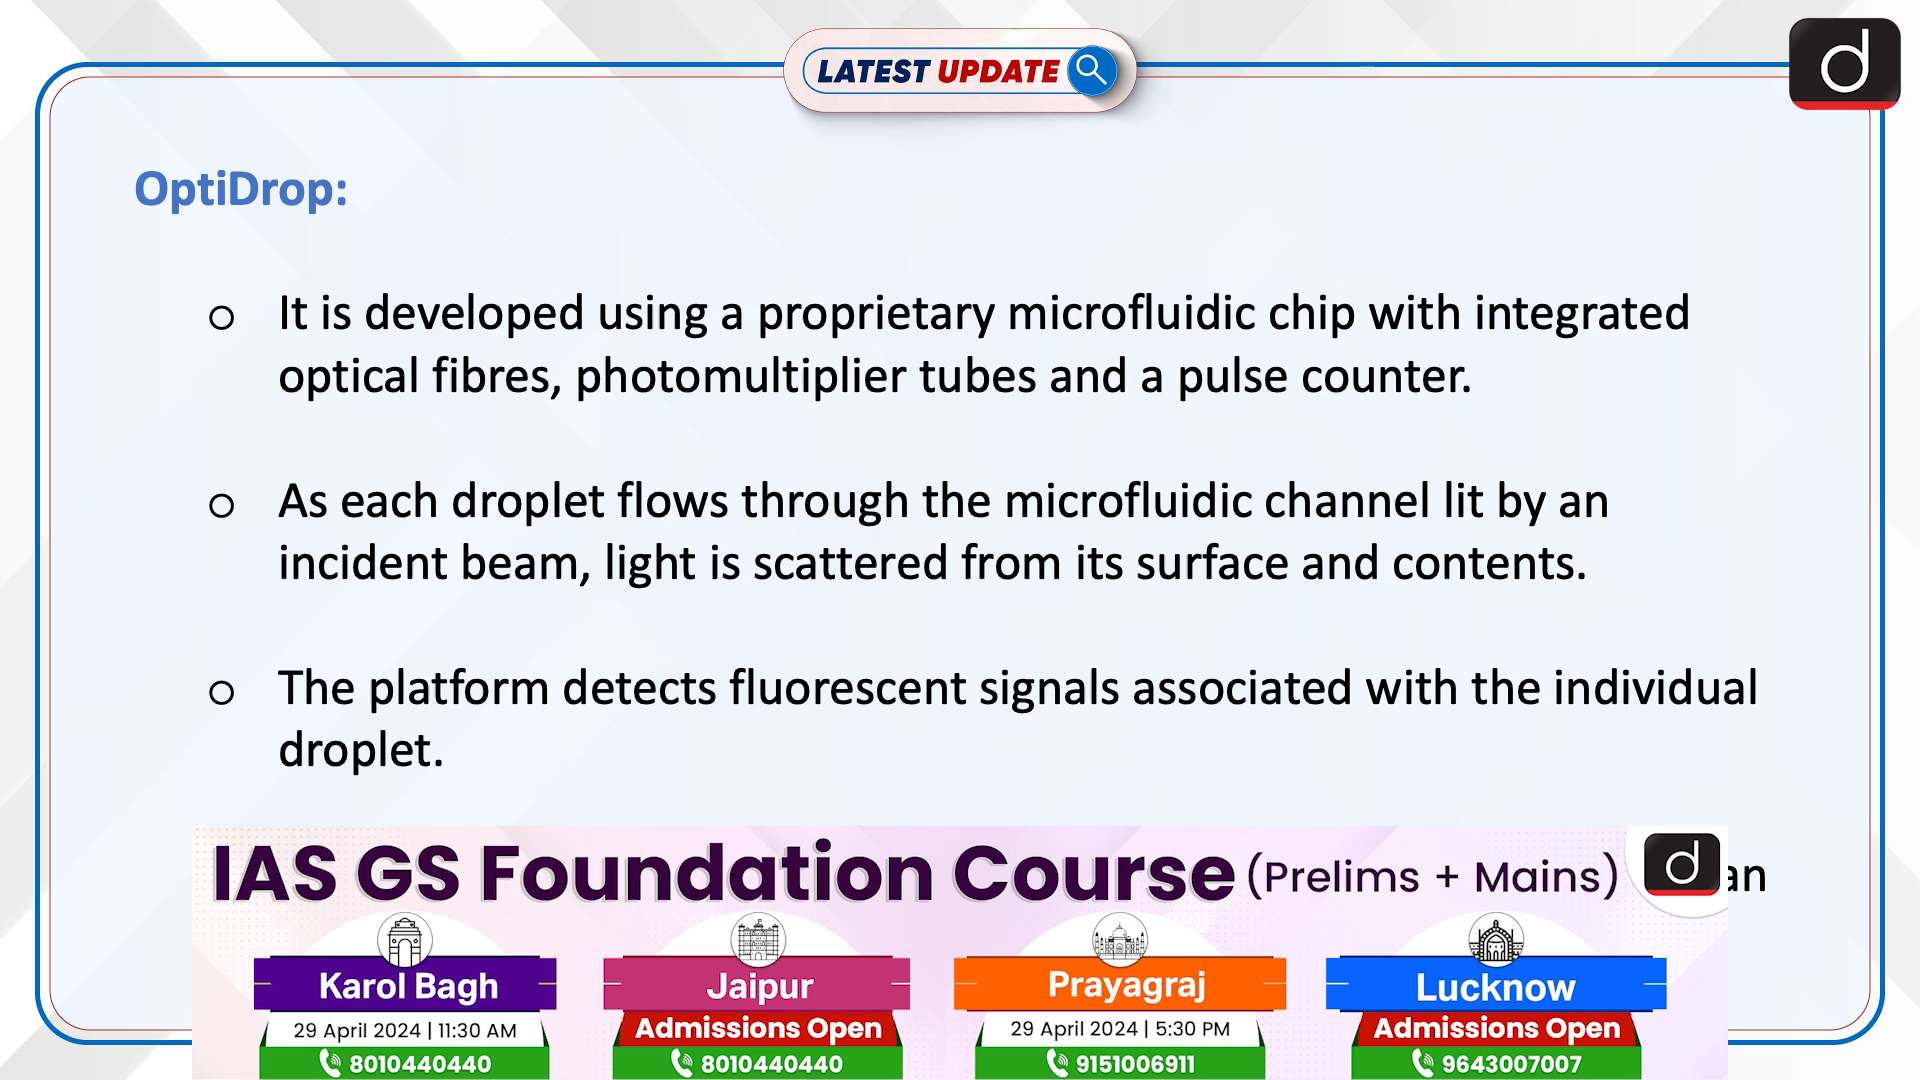 LATEST UPDATE
d
OptiDrop:
o It is developed using a proprietary microfluidic chip with integrated
optical fibres, photomultiplier tubes and a pulse counter.
o As each droplet flows through the microfluidic channel lit by an
incident beam, light is scattered from its surface and contents.
o The platform detects fluorescent signals associated with the individual
droplet.
IAS GS Foundation Course (Prelims + Mains) d an
Karol Bagh
29 April 2024 | 11:30 AM
8010440440
Jaipur
Admissions Open
8010440440
Prayagraj
29 April 2024 | 5:30 PM
9151006911
Lucknow
Admissions Open
9643007007